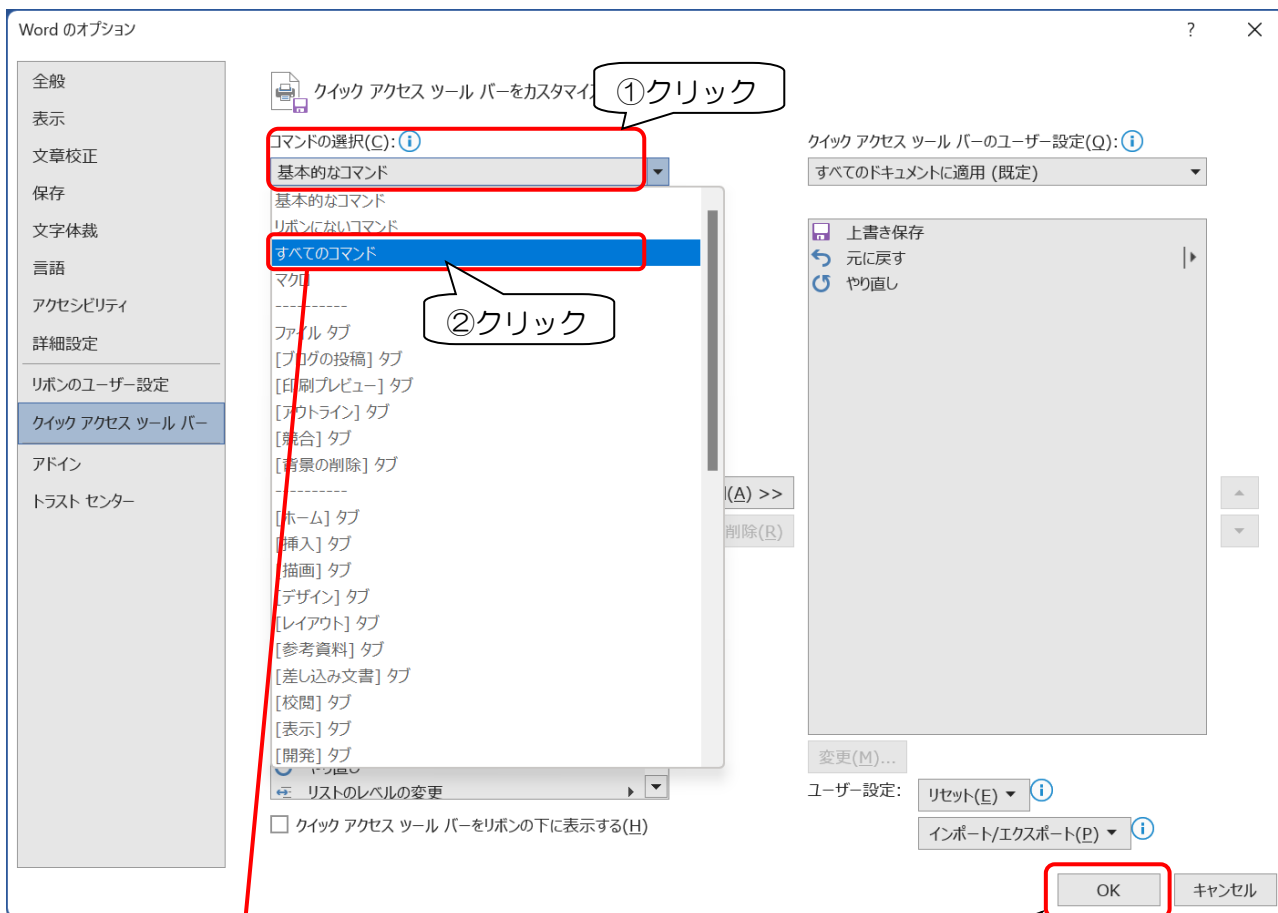 Word のオプション
?
全般
表示
文章校正
保存
文字体裁
言語
アクセシビリティ
詳細設定
リボンのユーザー設定
クイック アクセス ツール バー
アドイン
トラスト センター
クイック アクセス ツール バーをカスタマイ
①クリック
コマンドの選択(C):
基本的なコマンド
基本的なコマンド
リボンにないコマンド
すべてのコマンド
マクロ
----------
②クリック
ファイル タブ
[ブログの投稿] タブ
[印刷プレビュー] タブ
[アウトライン] タブ
[競合] タブ
[背景の削除] タブ
----------
[ホーム] タブ
[挿入] タブ
[描画] タブ
[デザイン] タブ
[レイアウト] タブ
[参考資料] タブ
[差し込み文書] タブ
[校閲] タブ
[表示] タブ
[開発] タブ
やり直し
リストのレベルの変更
クイック アクセス ツール バーをリボンの下に表示する(H)
(A) >>
削除(R)
クイック アクセス ツール バーのユーザー設定(Q):
すべてのドキュメントに適用 (既定)
上書き保存
元に戻す
やり直し
変更(M)...
ユーザー設定:
リセット(E)
インポート/エクスポート(P)
OK
キャンセル